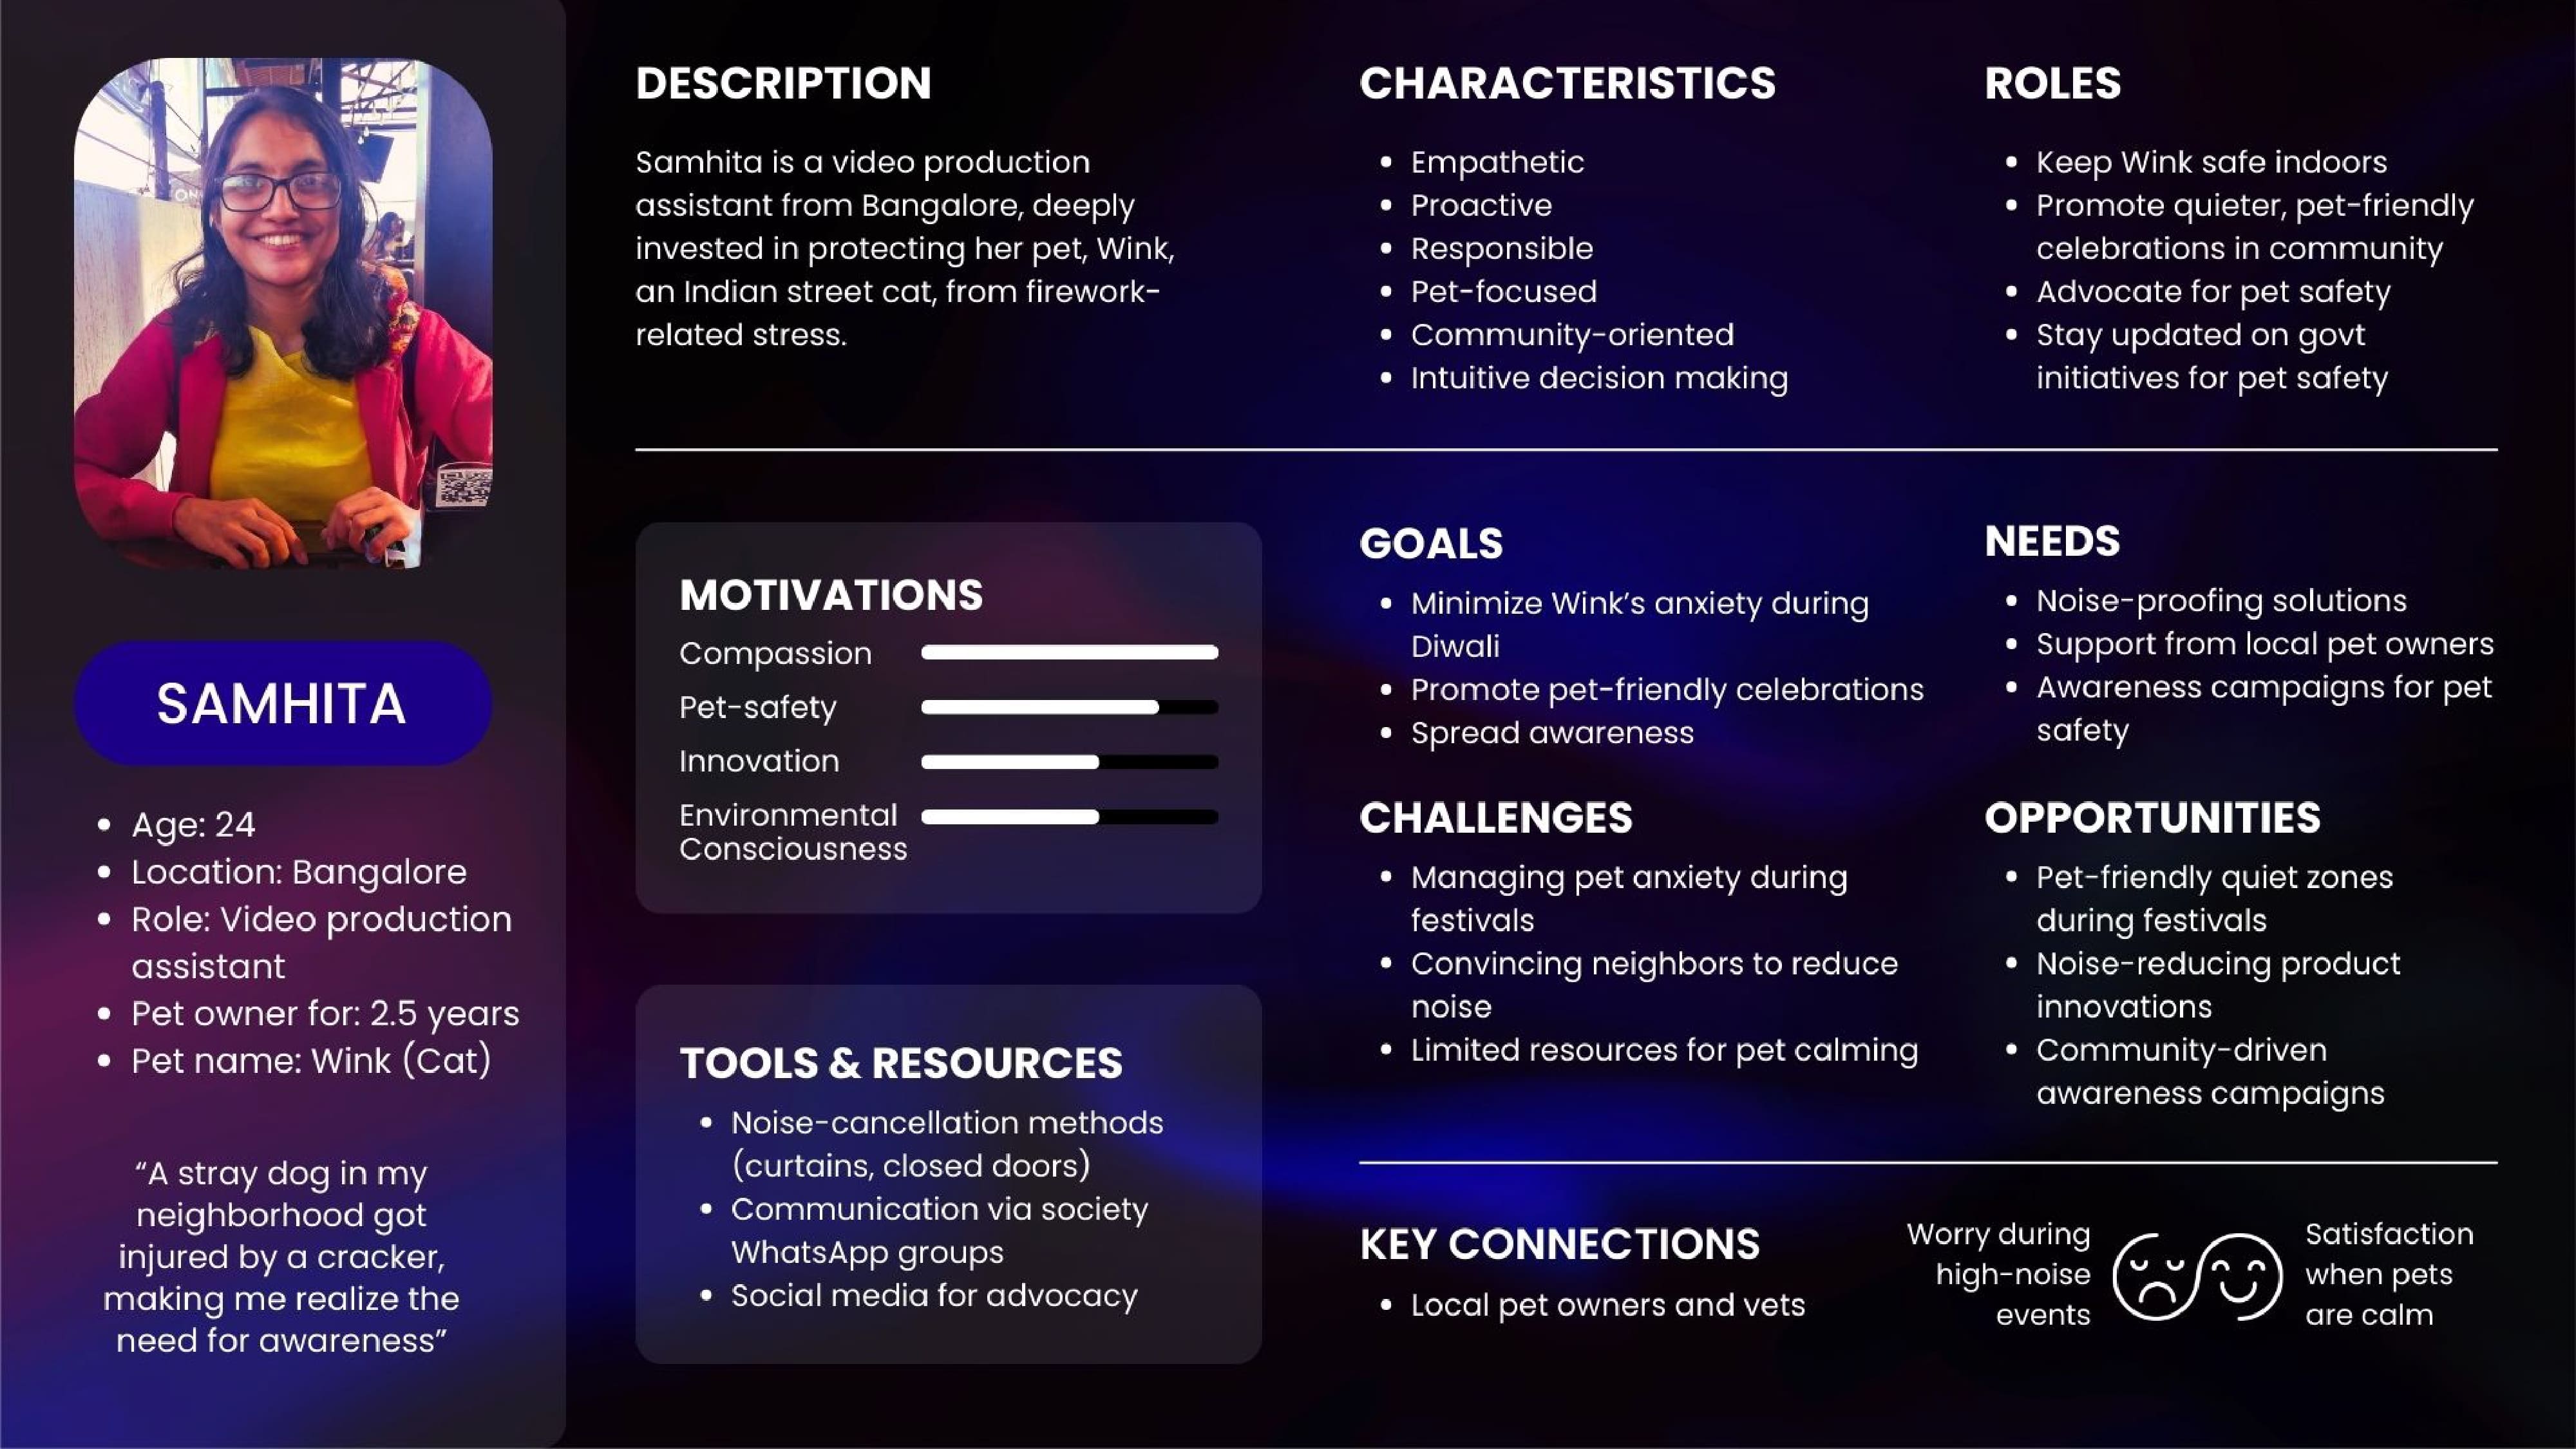 SAMHITA
• Age: 24
• Location: Bangalore
• Role: Video production
assistant
• Pet owner for: 2.5 years
• Pet name: Wink (Cat)
“A stray dog in my
neighborhood got
injured by a cracker,
making me realize the
need for awareness”
DESCRIPTION
Samhita is a video production
assistant from Bangalore, deeply
invested in protecting her pet, Wink,
an Indian street cat, from firework-
related stress.
CHARACTERISTICS
• Empathetic
• Proactive
• Responsible
• Pet-focused
• Community-oriented
• Intuitive decision making
ROLES
• Keep Wink safe indoors
• Promote quieter, pet-friendly
celebrations in community
• Advocate for pet safety
• Stay updated on govt
initiatives for pet safety
MOTIVATIONS
Compassion
Pet-safety
Innovation
Environmental
Consciousness
TOOLS & RESOURCES
• Noise-cancellation methods
(curtains, closed doors)
• Communication via society
WhatsApp groups
• Social media for advocacy
GOALS
• Minimize Wink’s anxiety during
Diwali
• Promote pet-friendly celebrations
• Spread awareness
NEEDS
• Noise-proofing solutions
• Support from local pet owners
• Awareness campaigns for pet
safety
CHALLENGES
• Managing pet anxiety during
festivals
• Convincing neighbors to reduce
noise
• Limited resources for pet calming
OPPORTUNITIES
• Pet-friendly quiet zones
during festivals
• Noise-reducing product
innovations
• Community-driven
awareness campaigns
KEY CONNECTIONS
• Local pet owners and vets
Worry during
high-noise
events
Satisfaction
when pets
are calm